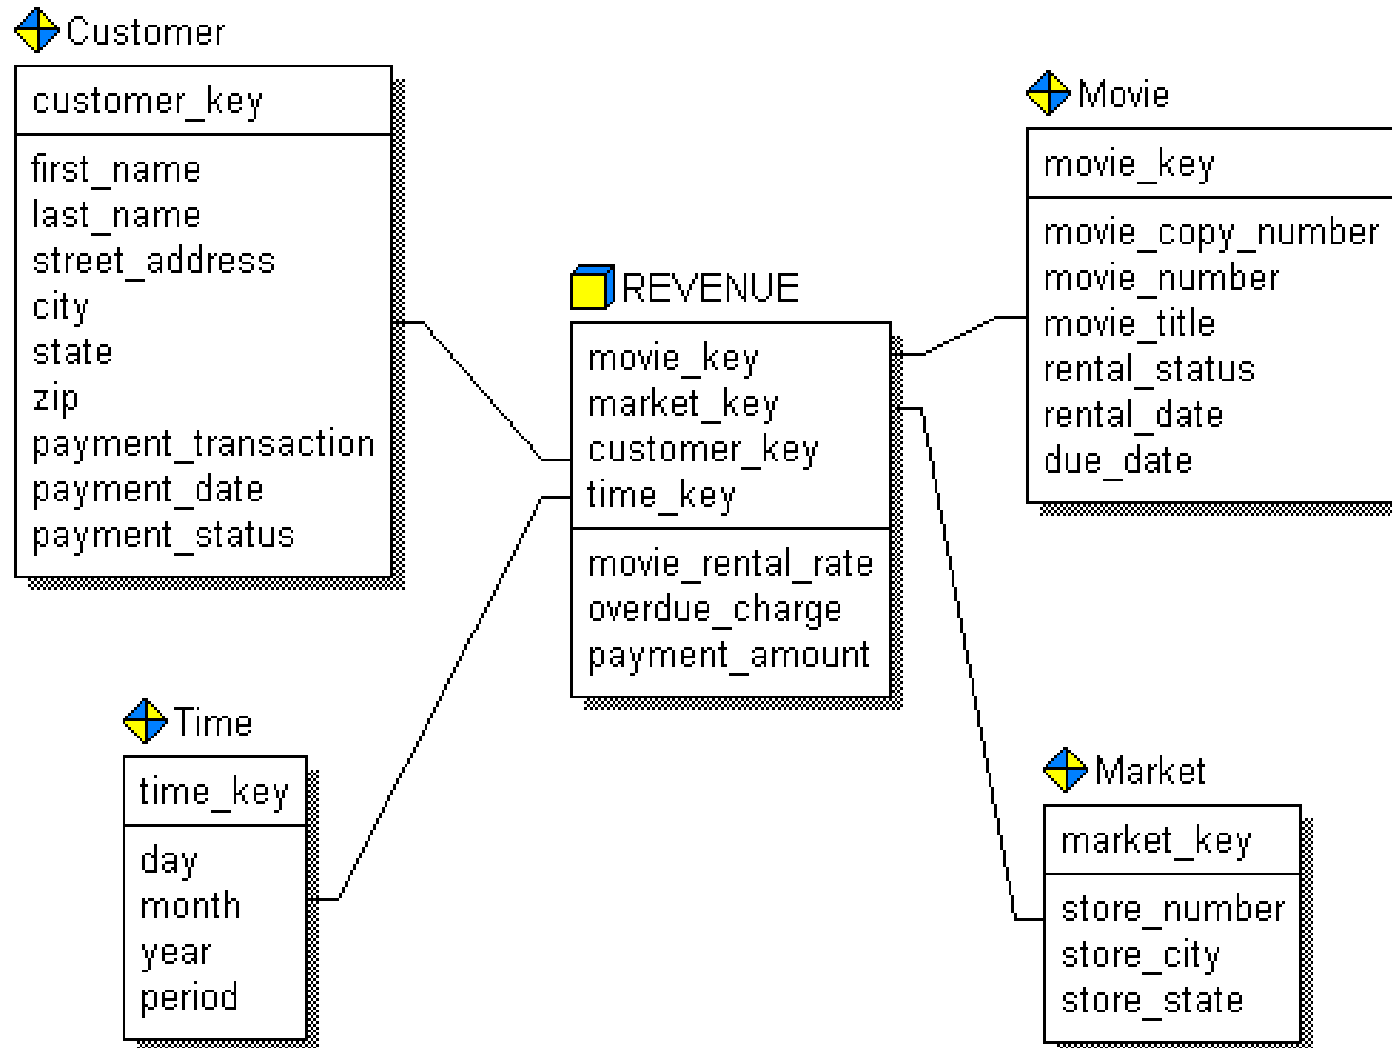 Customer
customer_key
first_name
last_name
street_address
city
state
zip
payment_transaction
payment_date
payment_status
Movie
movie_key
movie_copy_number
movie_number
movie_title
rental_status
rental_date
due_date
REVENUE
movie_key
market_key
customer_key
time_key
movie_rental_rate
overdue_charge
payment_amount
Time
time_key
day
month
year
period
Market
market_key
store_number
store_city
store_state